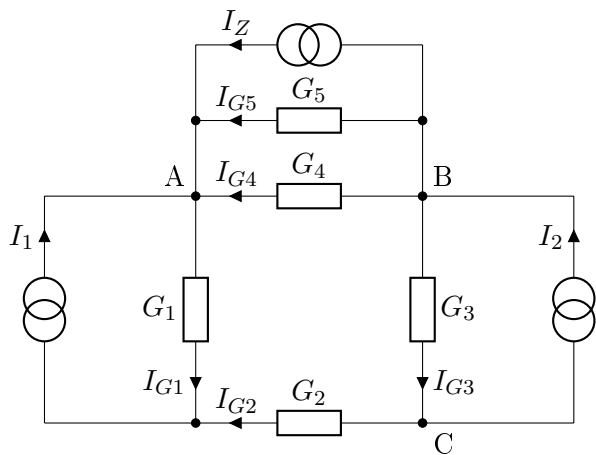 I_Z
G_5
I_{G5}
G_4
A
I_{G4}
B
I_1
I_2
G_1
G_3
I_{G1}
I_{G2}
G_2
I_{G3}
C